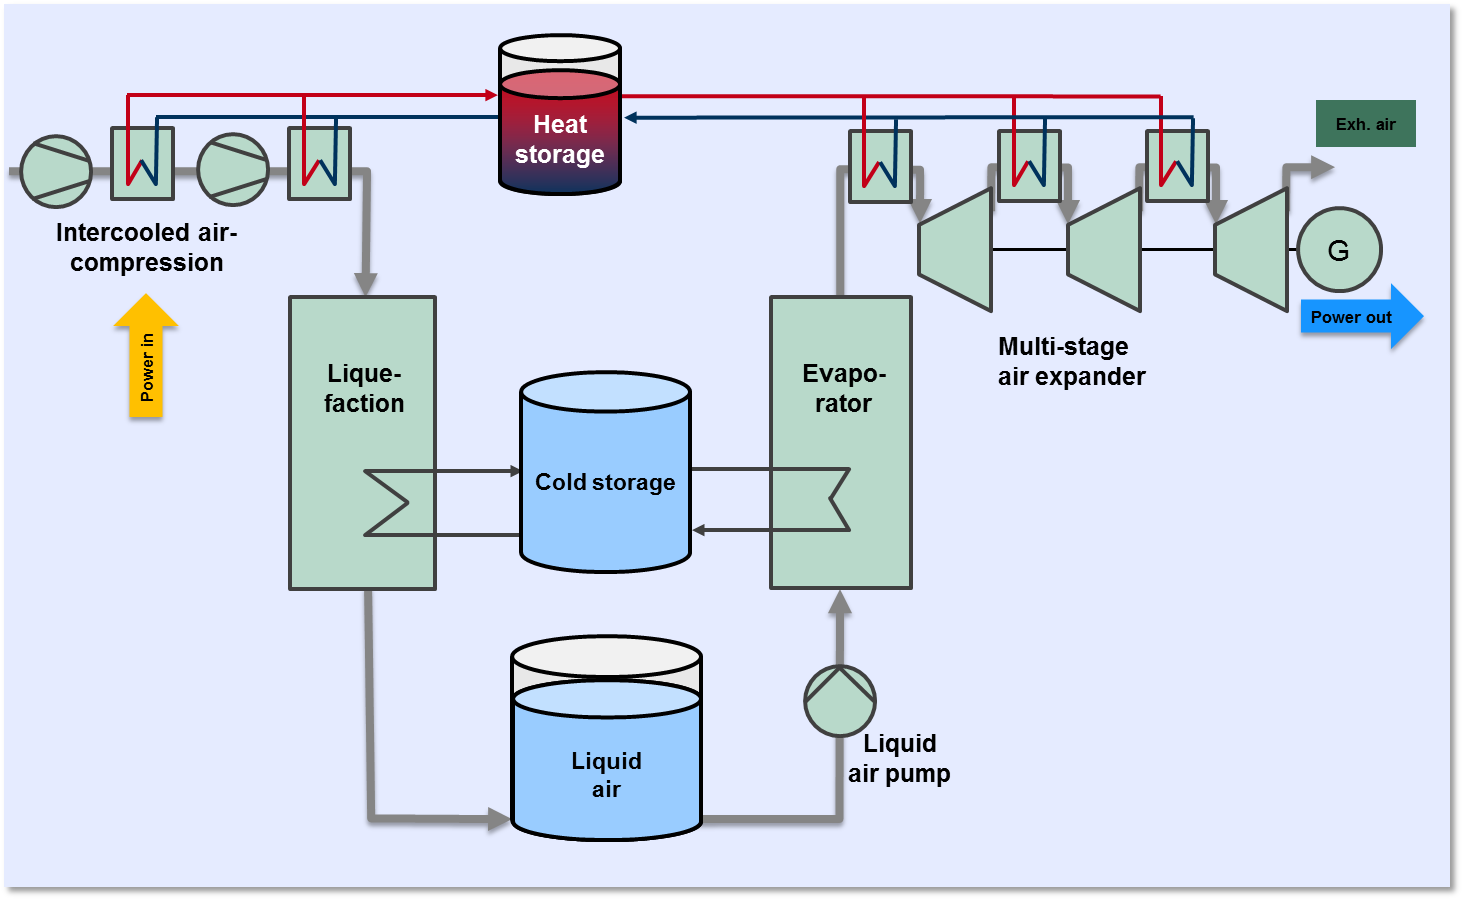 Heat
storage
Exh. air
Intercooled air-
compression
G
Power out
Power in
Multi-stage
air expander
Lique-
faction
Evapo-
rator
Cold storage
Liquid
air
Liquid
air pump